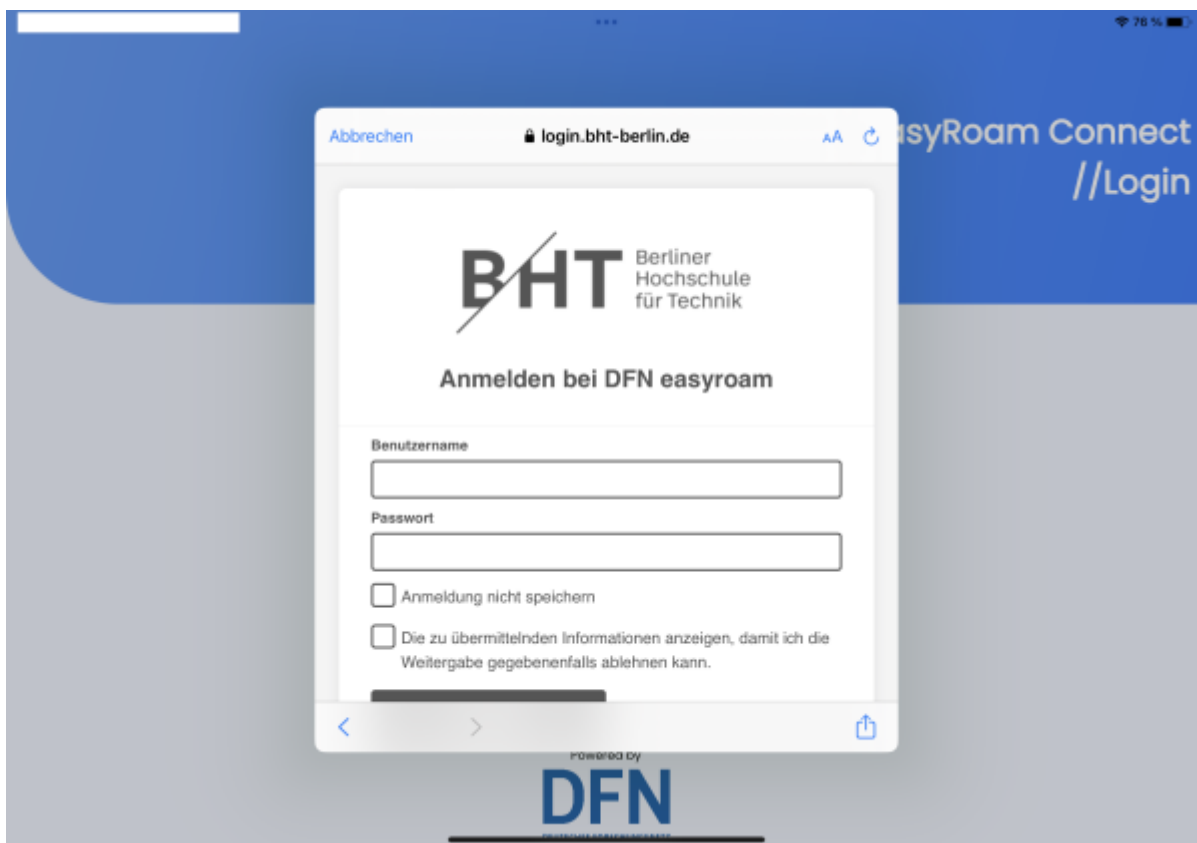 76 %
Abbrechen
login.bht-berlin.de
AA
syRoam Connect
//Login
BHT
Berliner
Hochschule
für Technik
Anmelden bei DFN easyroam
Benutzername
Passwort
Anmeldung nicht speichern
Die zu übermittelnden Informationen anzeigen, damit ich die
Weitergabe gegebenenfalls ablehnen kann.
Powered by
DFN